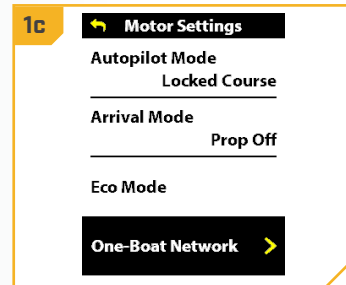 1c
Motor Settings
Autopilot Mode
Locked Course
Arrival Mode
Prop Off
Eco Mode
One-Boat Network